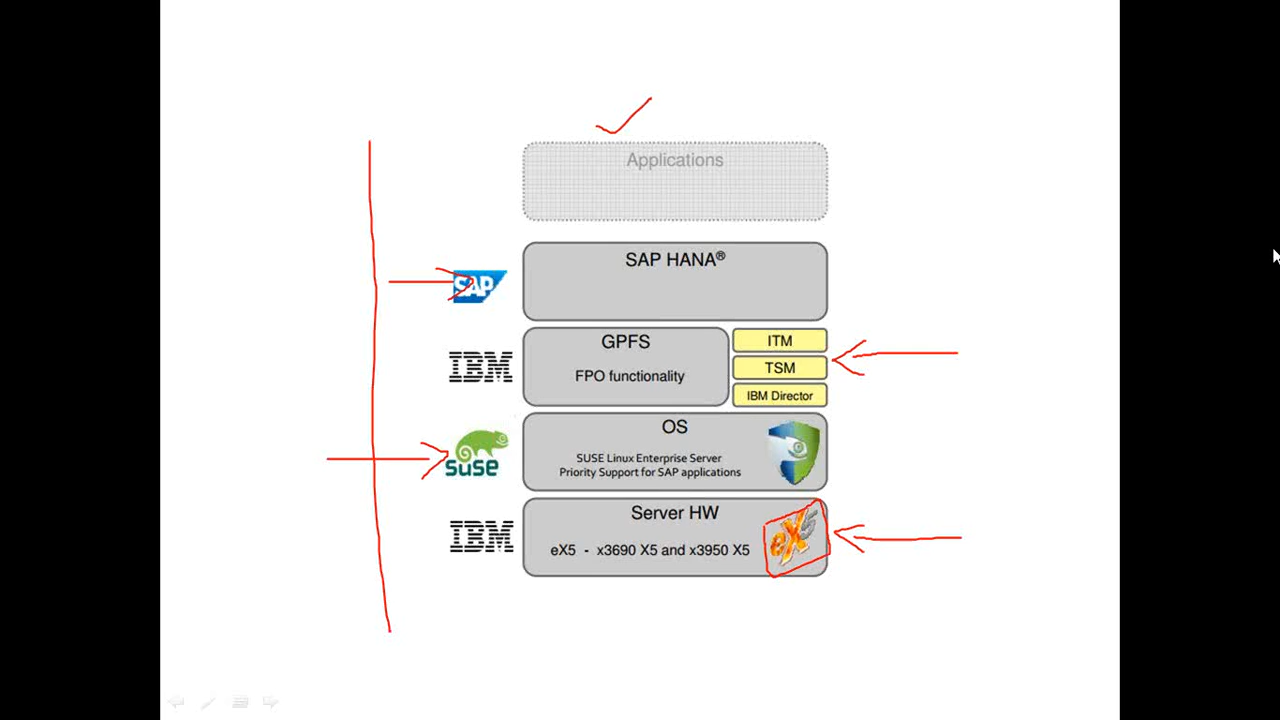 Applications
SAP HANA®
SAP
IBM
GPFS
FPO functionality
ITM
TSM
IBM Director
SUSE
OS
SUSE Linux Enterprise Server
Priority Support for SAP applications
IBM
Server HW
eX5 - x3690 X5 and x3950 X5
eX5